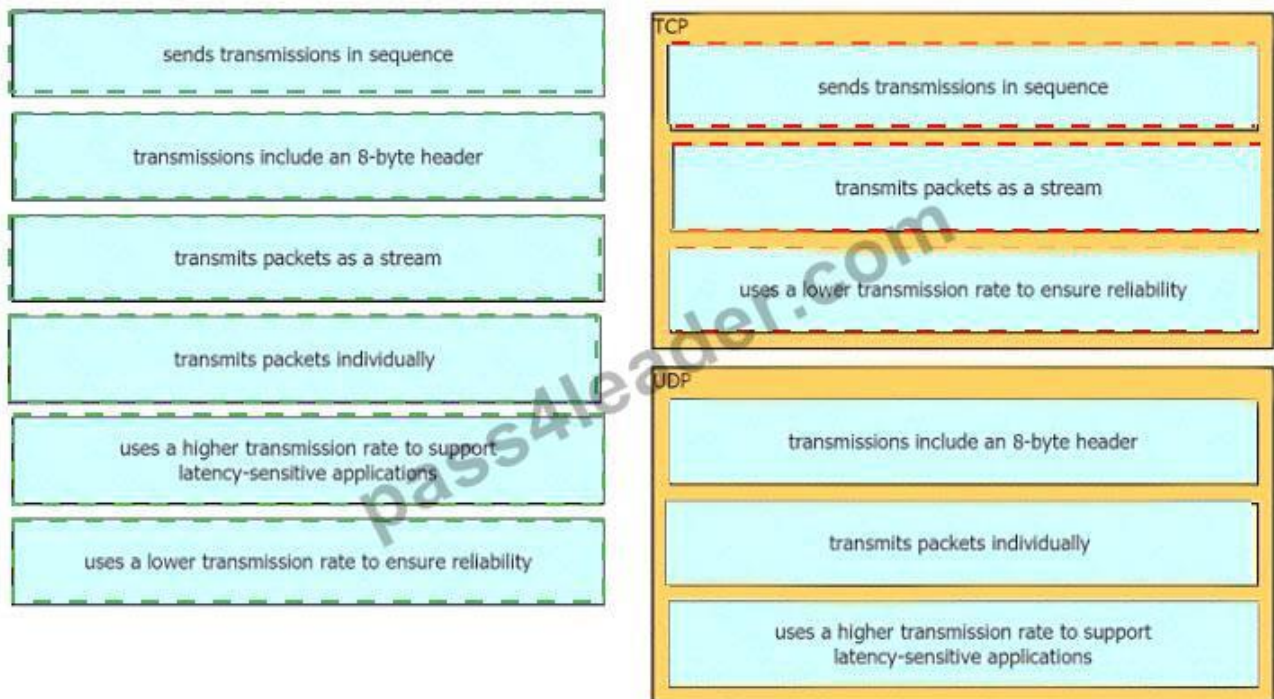 sends transmissions in sequence
transmissions include an 8-byte header
transmits packets as a stream
transmits packets individually
uses a higher transmission rate to support
latency-sensitive applications
uses a lower transmission rate to ensure reliability
TCP
sends transmissions in sequence
transmits packets as a stream
uses a lower transmission rate to ensure reliability
UDP
transmissions include an 8-byte header
transmits packets individually
uses a higher transmission rate to support
latency-sensitive applications
pass4leader.com